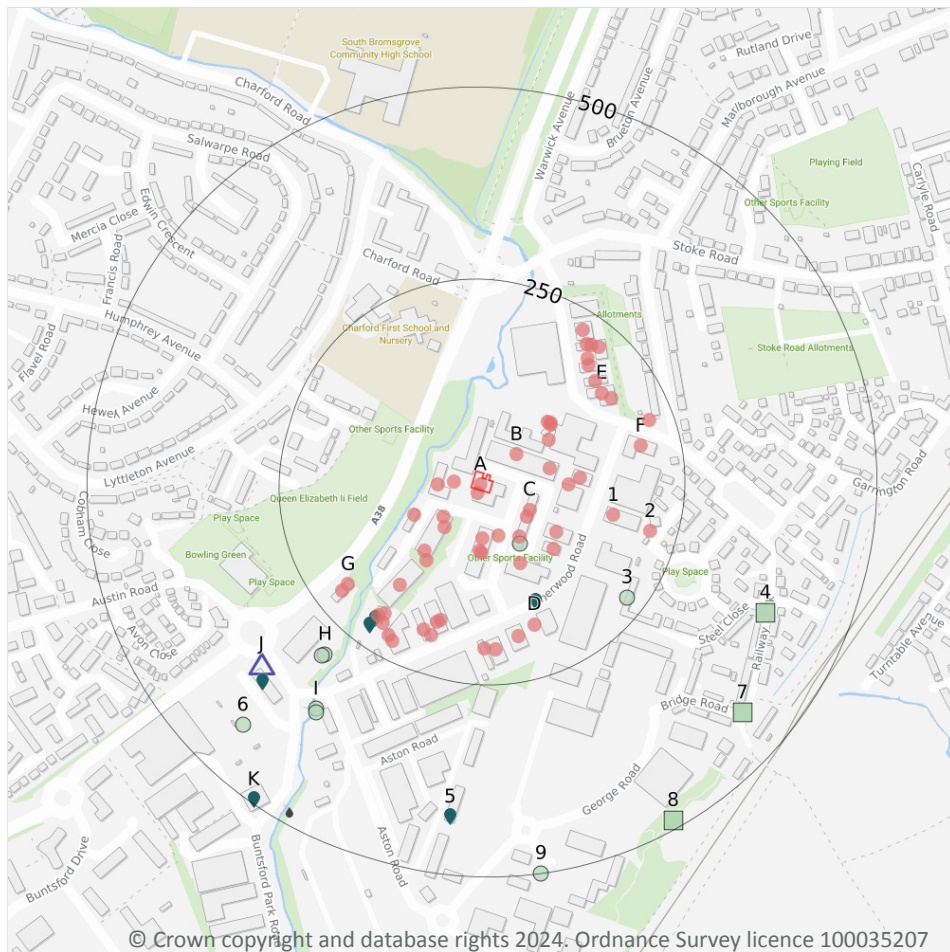 South Bromsgrove
Community High School
Rutland Drive
Marlborough Avenue
Charford Road
500
Warwick Avenue
Brueton Avenue
Salwarpe Road
Playing Field
Carlyle Road
Mercia Close
Edwin Crescent
Other Sports Facility
Francis Road
Stoke Road
Charford Road
250
Humphrey Avenue
Allotments
Flavel Road
Charford First School and
Nursery
Stoke Road Allotments
E
Hewell Avenue
Other Sports Facility
F
B
Lyttleton Avenue
A
Garrington Road
Queen Elizabeth Ii Field
C
1
A38
2
Cobham Close
Play Space
Bowling Green
Other Sports Facility
Sherwood Road
G
Play Space
Play Space
3
4
Austin Road
D
Steel Close
Avon Close
Railway
Turntable Avenue
H
J
6
I
Bridge Road
7
Aston Road
K
5
George Road
8
Buntsford Drive
Buntsford Park Road
Aston Road
9
© Crown copyright and database rights 2024. Ordnance Survey licence 100035207